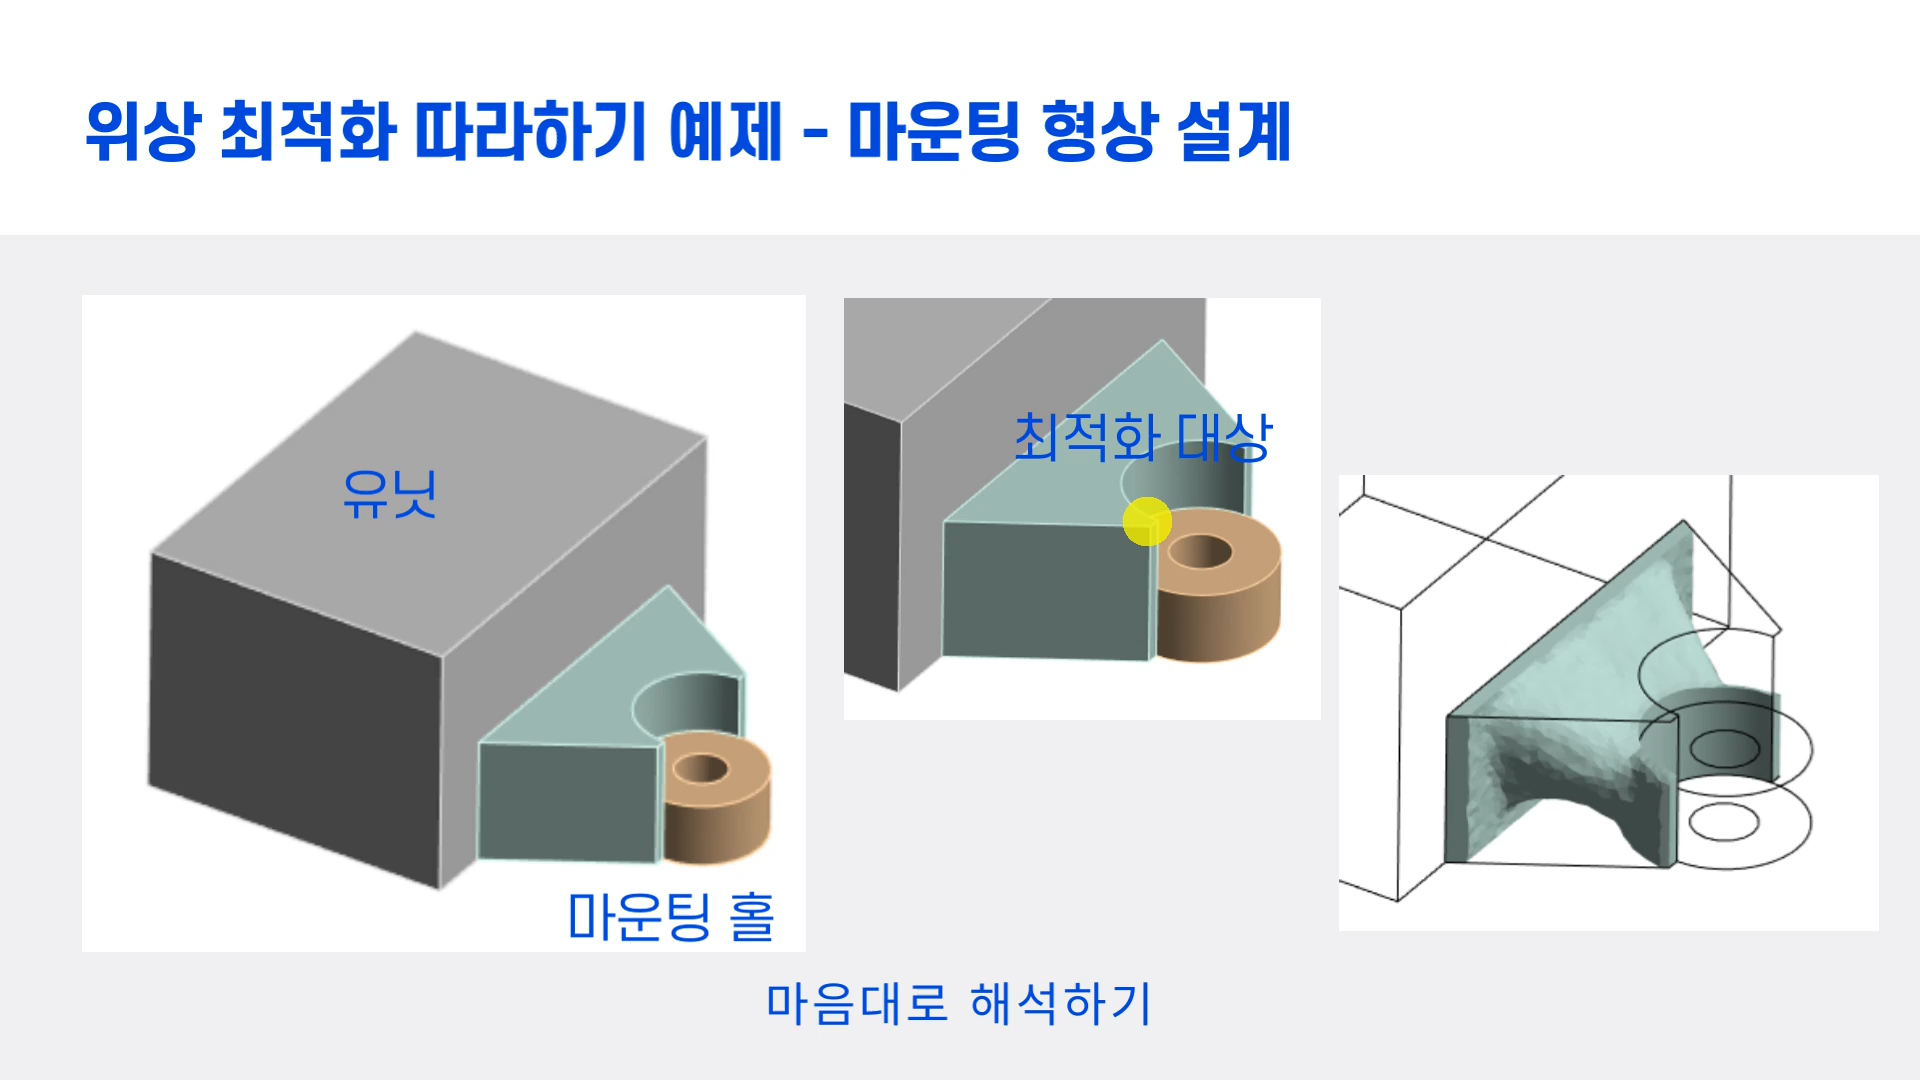 위상 최적화 따라하기 예제 - 마운팅 형상 설계
유닛
마운팅 홀
최적화 대상
마음대로 해석하기